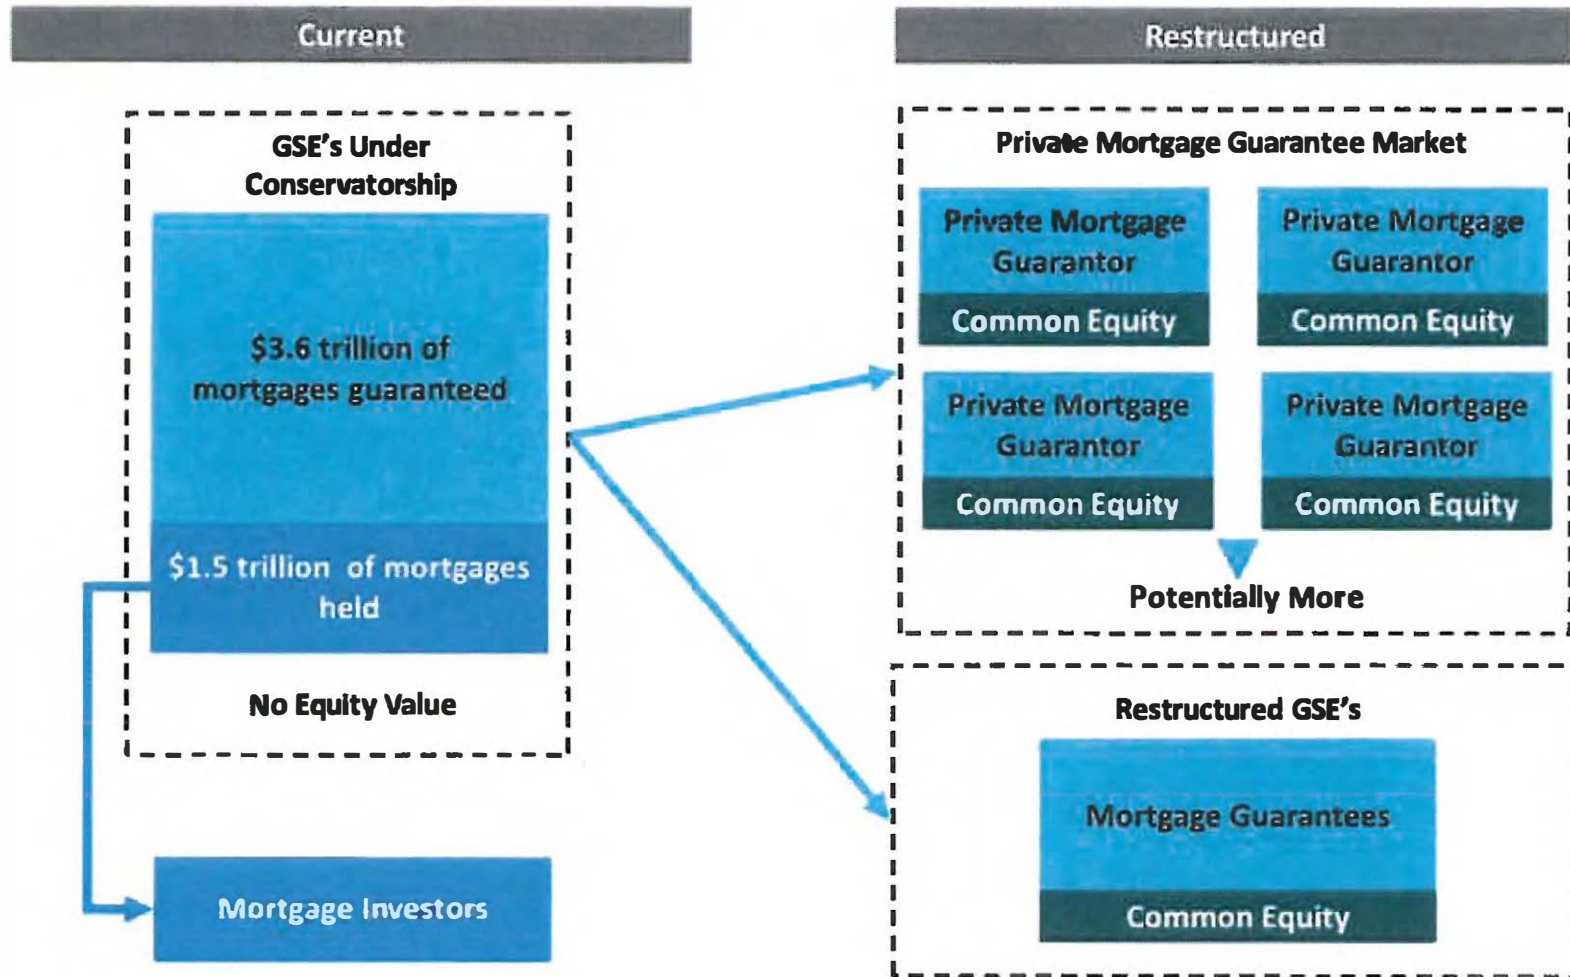 Current
GSE's Under
Conservatorship
$3.6 trillion of
mortgages guaranteed
$1.5 trillion of mortgages
held
No Equity Value
Mortgage Investors
Restructured
Private Mortgage Guarantee Market
Private Mortgage
Guarantor
Common Equity
Private Mortgage
Guarantor
Common Equity
Private Mortgage
Guarantor
Common Equity
Private Mortgage
Guarantor
Common Equity
Potentially More
Restructured GSE's
Mortgage Guarantees
Common Equity